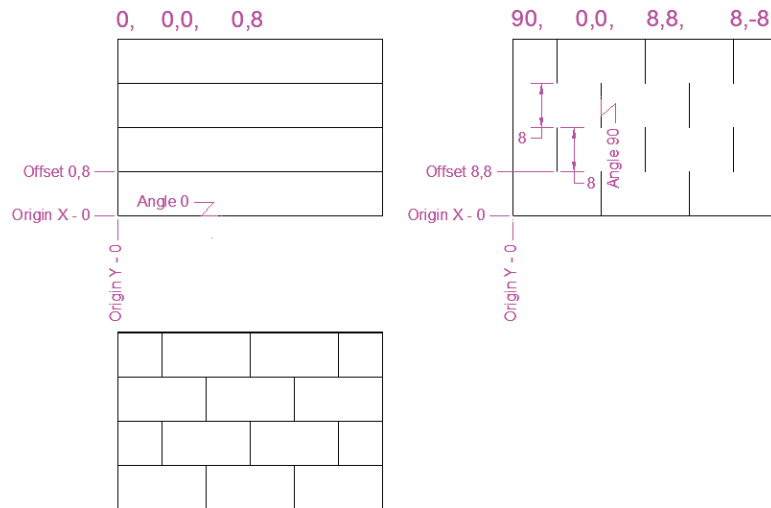 0, 0,0, 0,8
90, 0,0, 8,8, 8,-8
8
Angle 90
Offset 0,8
Offset 8,8
8
Angle 0
Origin X - 0
Origin X - 0
Origin Y - 0
Origin Y - 0